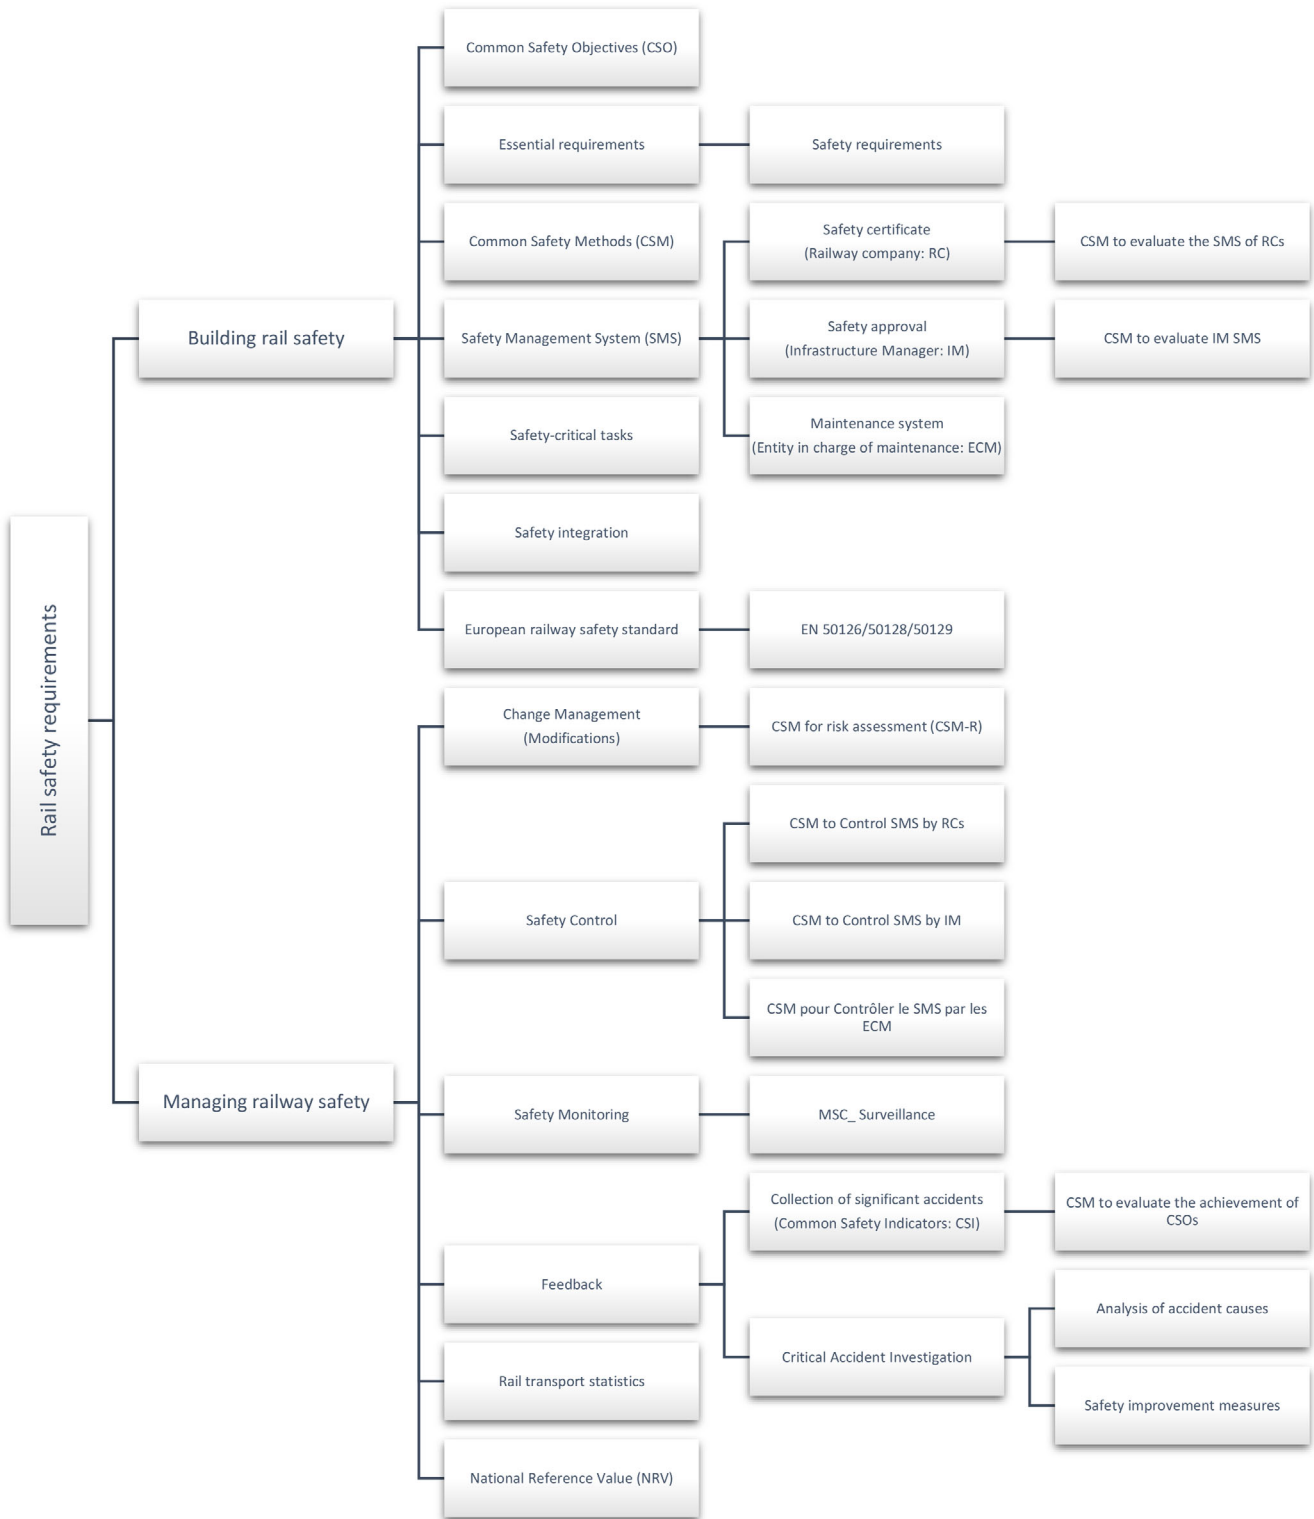 Rail safety requirements
Building rail safety
Common Safety Objectives (CSO)
Essential requirements
Safety requirements
Common Safety Methods (CSM)
Safety Management System (SMS)
Safety certificate
(Railway company: RC)
CSM to evaluate the SMS of RCs
Safety approval
(Infrastructure Manager: IM)
CSM to evaluate IM SMS
Maintenance system
(Entity in charge of maintenance: ECM)
Safety-critical tasks
Safety integration
European railway safety standard
EN 50126/50128/50129
Managing railway safety
Change Management
(Modifications)
CSM for risk assessment (CSM-R)
Safety Control
CSM to Control SMS by RCs
CSM to Control SMS by IM
CSM pour Contrôler le SMS par les
ECM
Safety Monitoring
MSC_ Surveillance
Feedback
Collection of significant accidents
(Common Safety Indicators: CSI)
CSM to evaluate the achievement of
CSOs
Critical Accident Investigation
Analysis of accident causes
Safety improvement measures
Rail transport statistics
National Reference Value (NRV)